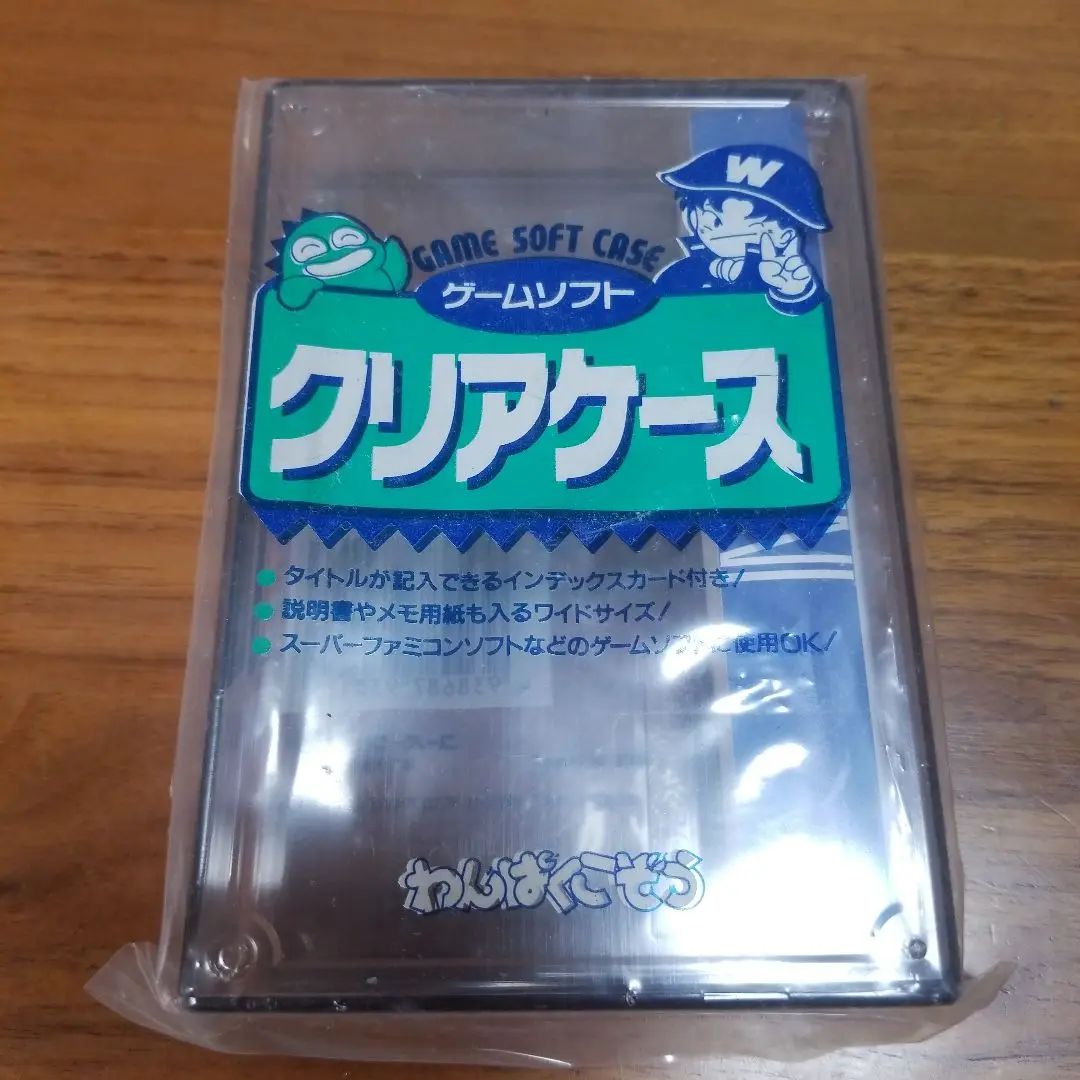 W
GAME SOFT CASE
ゲームソフト
クリアケース
● タイトルが記入できるインデックスカード付き!
● 説明書やメモ用紙も入るワイドサイズ!
● スーパーファミコンソフトなどのゲームソフトに使用OK!
わんぱくこぞう